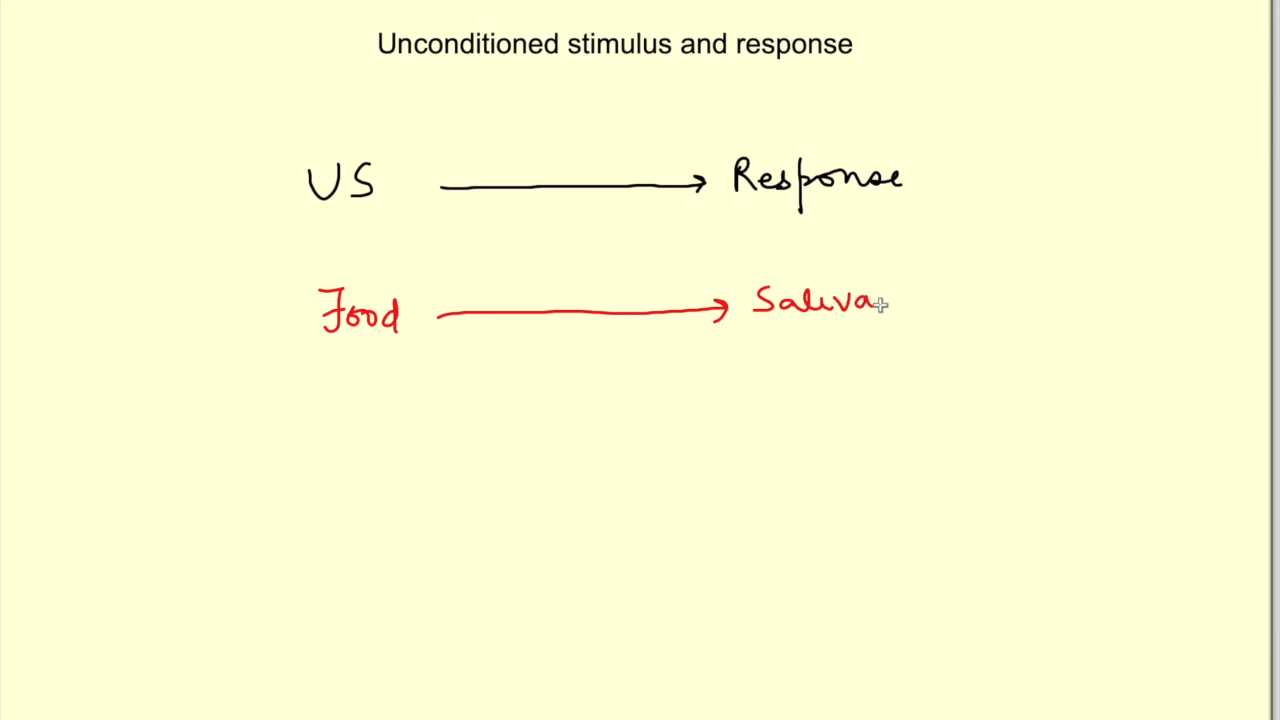 Unconditioned stimulus and response
US → Response
Food → Saliva